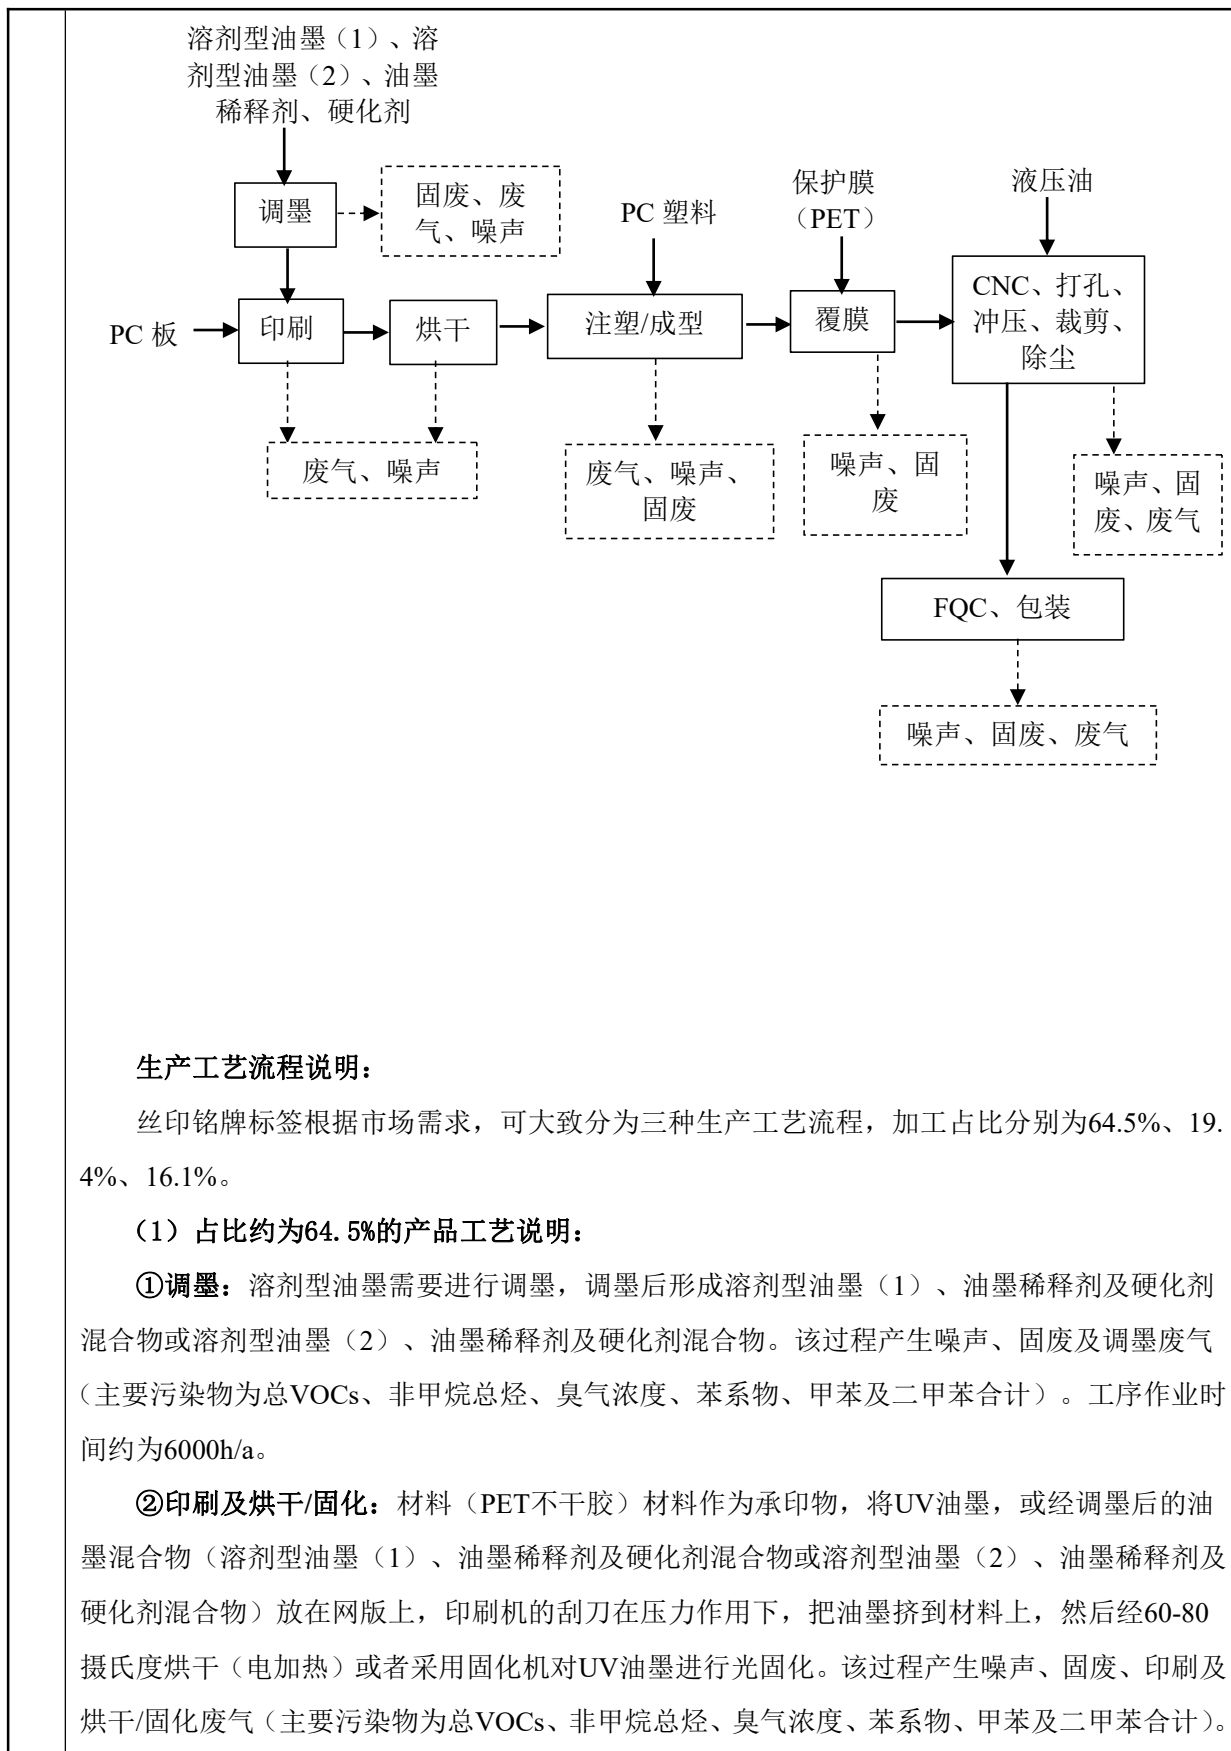 溶剂型油墨（1）、溶
剂型油墨（2）、油墨
稀释剂、硬化剂
调墨
固废、废
气、噪声
PC 板
印刷
烘干
废气、噪声
PC 塑料
注塑/成型
废气、噪声、
固废
保护膜
（PET）
覆膜
噪声、固
废
液压油
CNC、打孔、
冲压、裁剪、
除尘
噪声、固
废、废气
FQC、包装
噪声、固废、废气
生产工艺流程说明：
丝印铭牌标签根据市场需求，可大致分为三种生产工艺流程，加工占比分别为64.5%、19.
4%、16.1%。
（1）占比约为64.5%的产品工艺说明：
①调墨：溶剂型油墨需要进行调墨，调墨后形成溶剂型油墨（1）、油墨稀释剂及硬化剂
混合物或溶剂型油墨（2）、油墨稀释剂及硬化剂混合物。该过程产生噪声、固废及调墨废气
（主要污染物为总VOCs、非甲烷总烃、臭气浓度、苯系物、甲苯及二甲苯合计）。工序作业时
间约为6000h/a。
②印刷及烘干/固化：材料（PET不干胶）材料作为承印物，将UV油墨，或经调墨后的油
墨混合物（溶剂型油墨（1）、油墨稀释剂及硬化剂混合物或溶剂型油墨（2）、油墨稀释剂及
硬化剂混合物）放在网版上，印刷机的刮刀在压力作用下，把油墨挤到材料上，然后经60-80
摄氏度烘干（电加热）或者采用固化机对UV油墨进行光固化。该过程产生噪声、固废、印刷及
烘干/固化废气（主要污染物为总VOCs、非甲烷总烃、臭气浓度、苯系物、甲苯及二甲苯合计）。